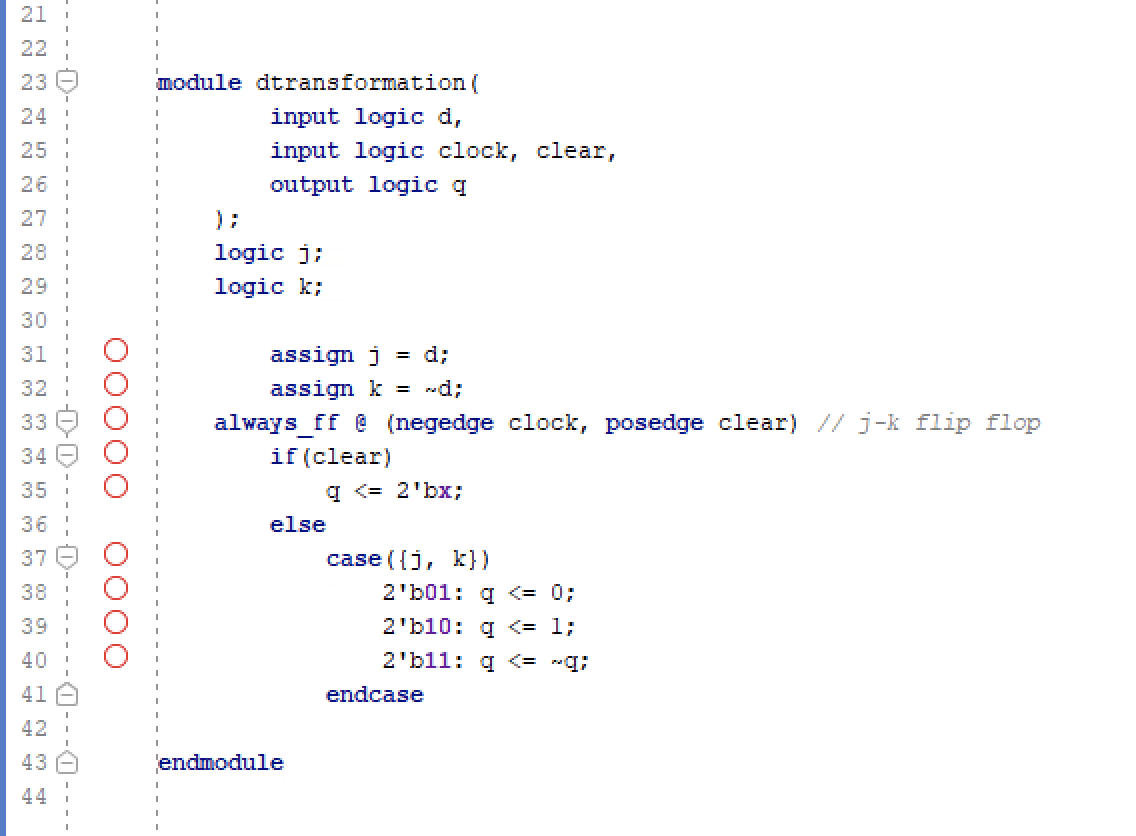 21
22
23 module dtransformation(
24 input logic d,
25 input logic clock, clear,
26 output logic q
27 );
28 logic j;
29 logic k;
30
31 assign j = d;
32 assign k = ~d;
33 always_ff @ (negedge clock, posedge clear) // j-k flip flop
34 if(clear)
35 q <= 2'bx;
36 else
37 case({j, k})
38 2'b01: q <= 0;
39 2'b10: q <= 1;
40 2'b11: q <= ~q;
41 endcase
42
43 endmodule
44